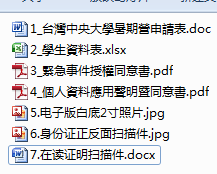 1_台灣中央大學暑期營申請表.doc
2_學生資料表.xlsx
3_緊急事件授權同意書.pdf
4_個人資料應用聲明暨同意書.pdf
5.电子版白底2寸照片.jpg
6.身份证正反面扫描件.jpg
7.在读证明扫描件.docx